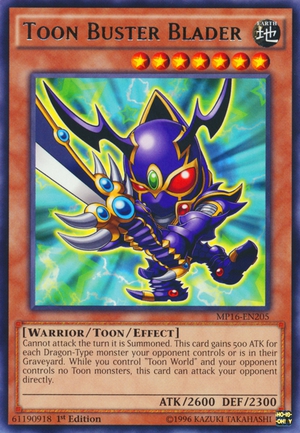 TOON BUSTER BLADER
EARTH
地
MP16-EN205
[WARRIOR/TOON/EFFECT]
Cannot attack the turn it is Summoned. This card gains 500 ATK for
each Dragon-Type monster your opponent controls or is in their
Graveyard. While you control "Toon World" and your opponent
controls no Toon monsters, this card can attack your opponent
directly.
ATK/2600 DEF/2300
61190918 1st Edition ©1996 KAZUKI TAKAHASHI